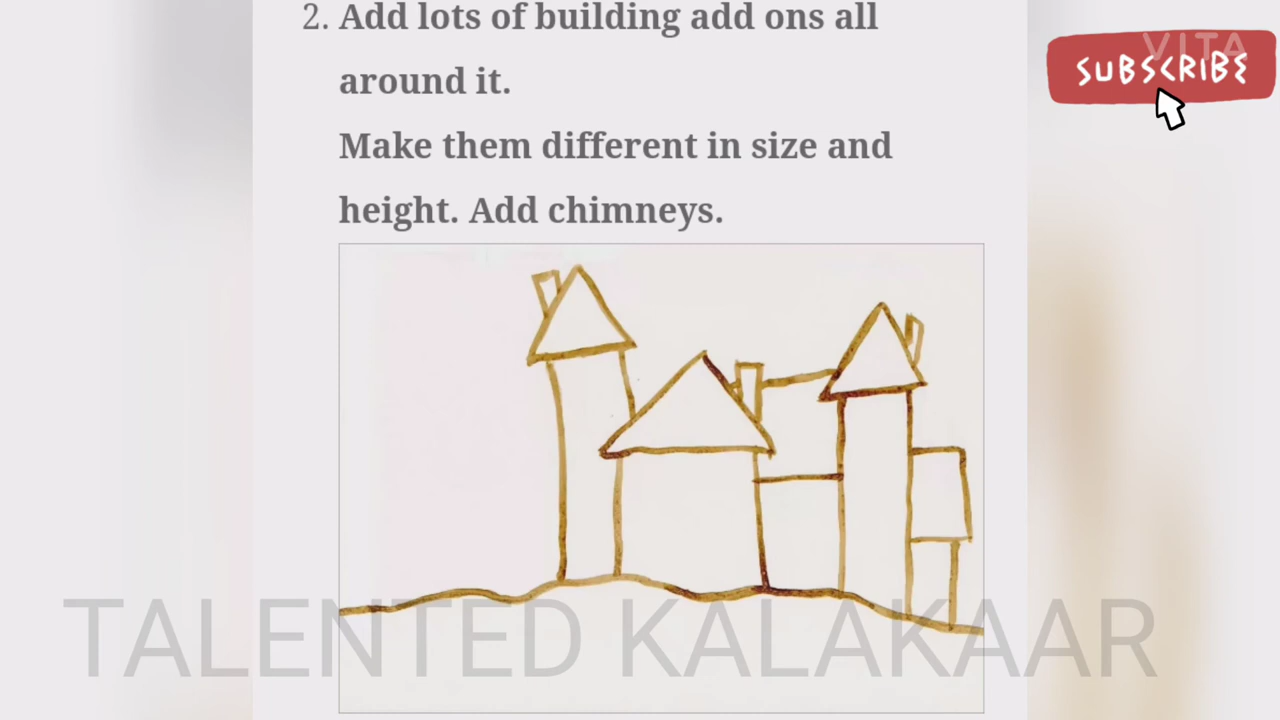 2. Add lots of building add ons all
around it.
Make them different in size and
height. Add chimneys.
VITA
SUBSCRIBE
TALENTED KALAKAAR